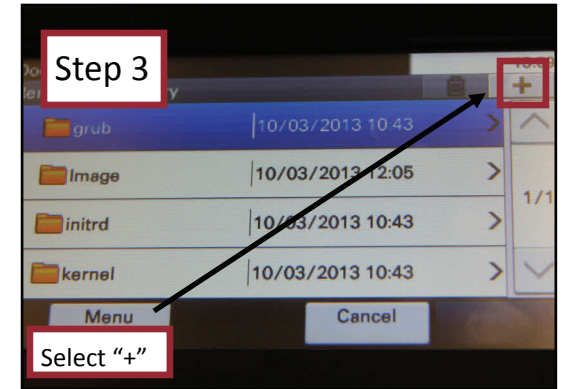 Step 3
+
grub 10/03/2013 10:43
Image 10/03/2013 12:05
1/1
initrd 10/03/2013 10:43
kernel 10/03/2013 10:43
Menu Cancel
Select “+”